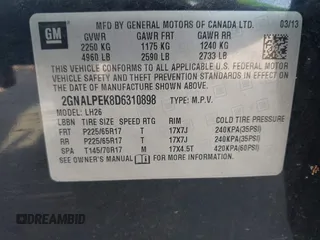 GM
MFD BY GENERAL MOTORS OF CANADA LTD. 03/13
GVWR GAWR FRT GAWR RR
2250 KG 1175 KG 1240 KG
4960 LB 2590 LB 2733 LB
THIS VEHICLE CONFORMS TO ALL APPLICABLE U.S. FEDERAL
MOTOR VEHICLE SAFETY, BUMPER, AND THEFT PREVENTION
STANDARDS IN EFFECT ON THE DATE OF MANUFACTURE SHOWN ABOVE.
2GNALPEK8D6310898 TYPE: M.P.V.
MODEL: LH26
LBBN TIRE SIZE SPEED RTG RIM COLD TIRE PRESSURE
FRT P225/65R17 T 17X7J 240KPA(35PSI)
RR P225/65R17 T 17X7J 240KPA(35PSI)
SPA T145/70R17 M 17X4.5T 420KPA(60PSI)
DREAMBID